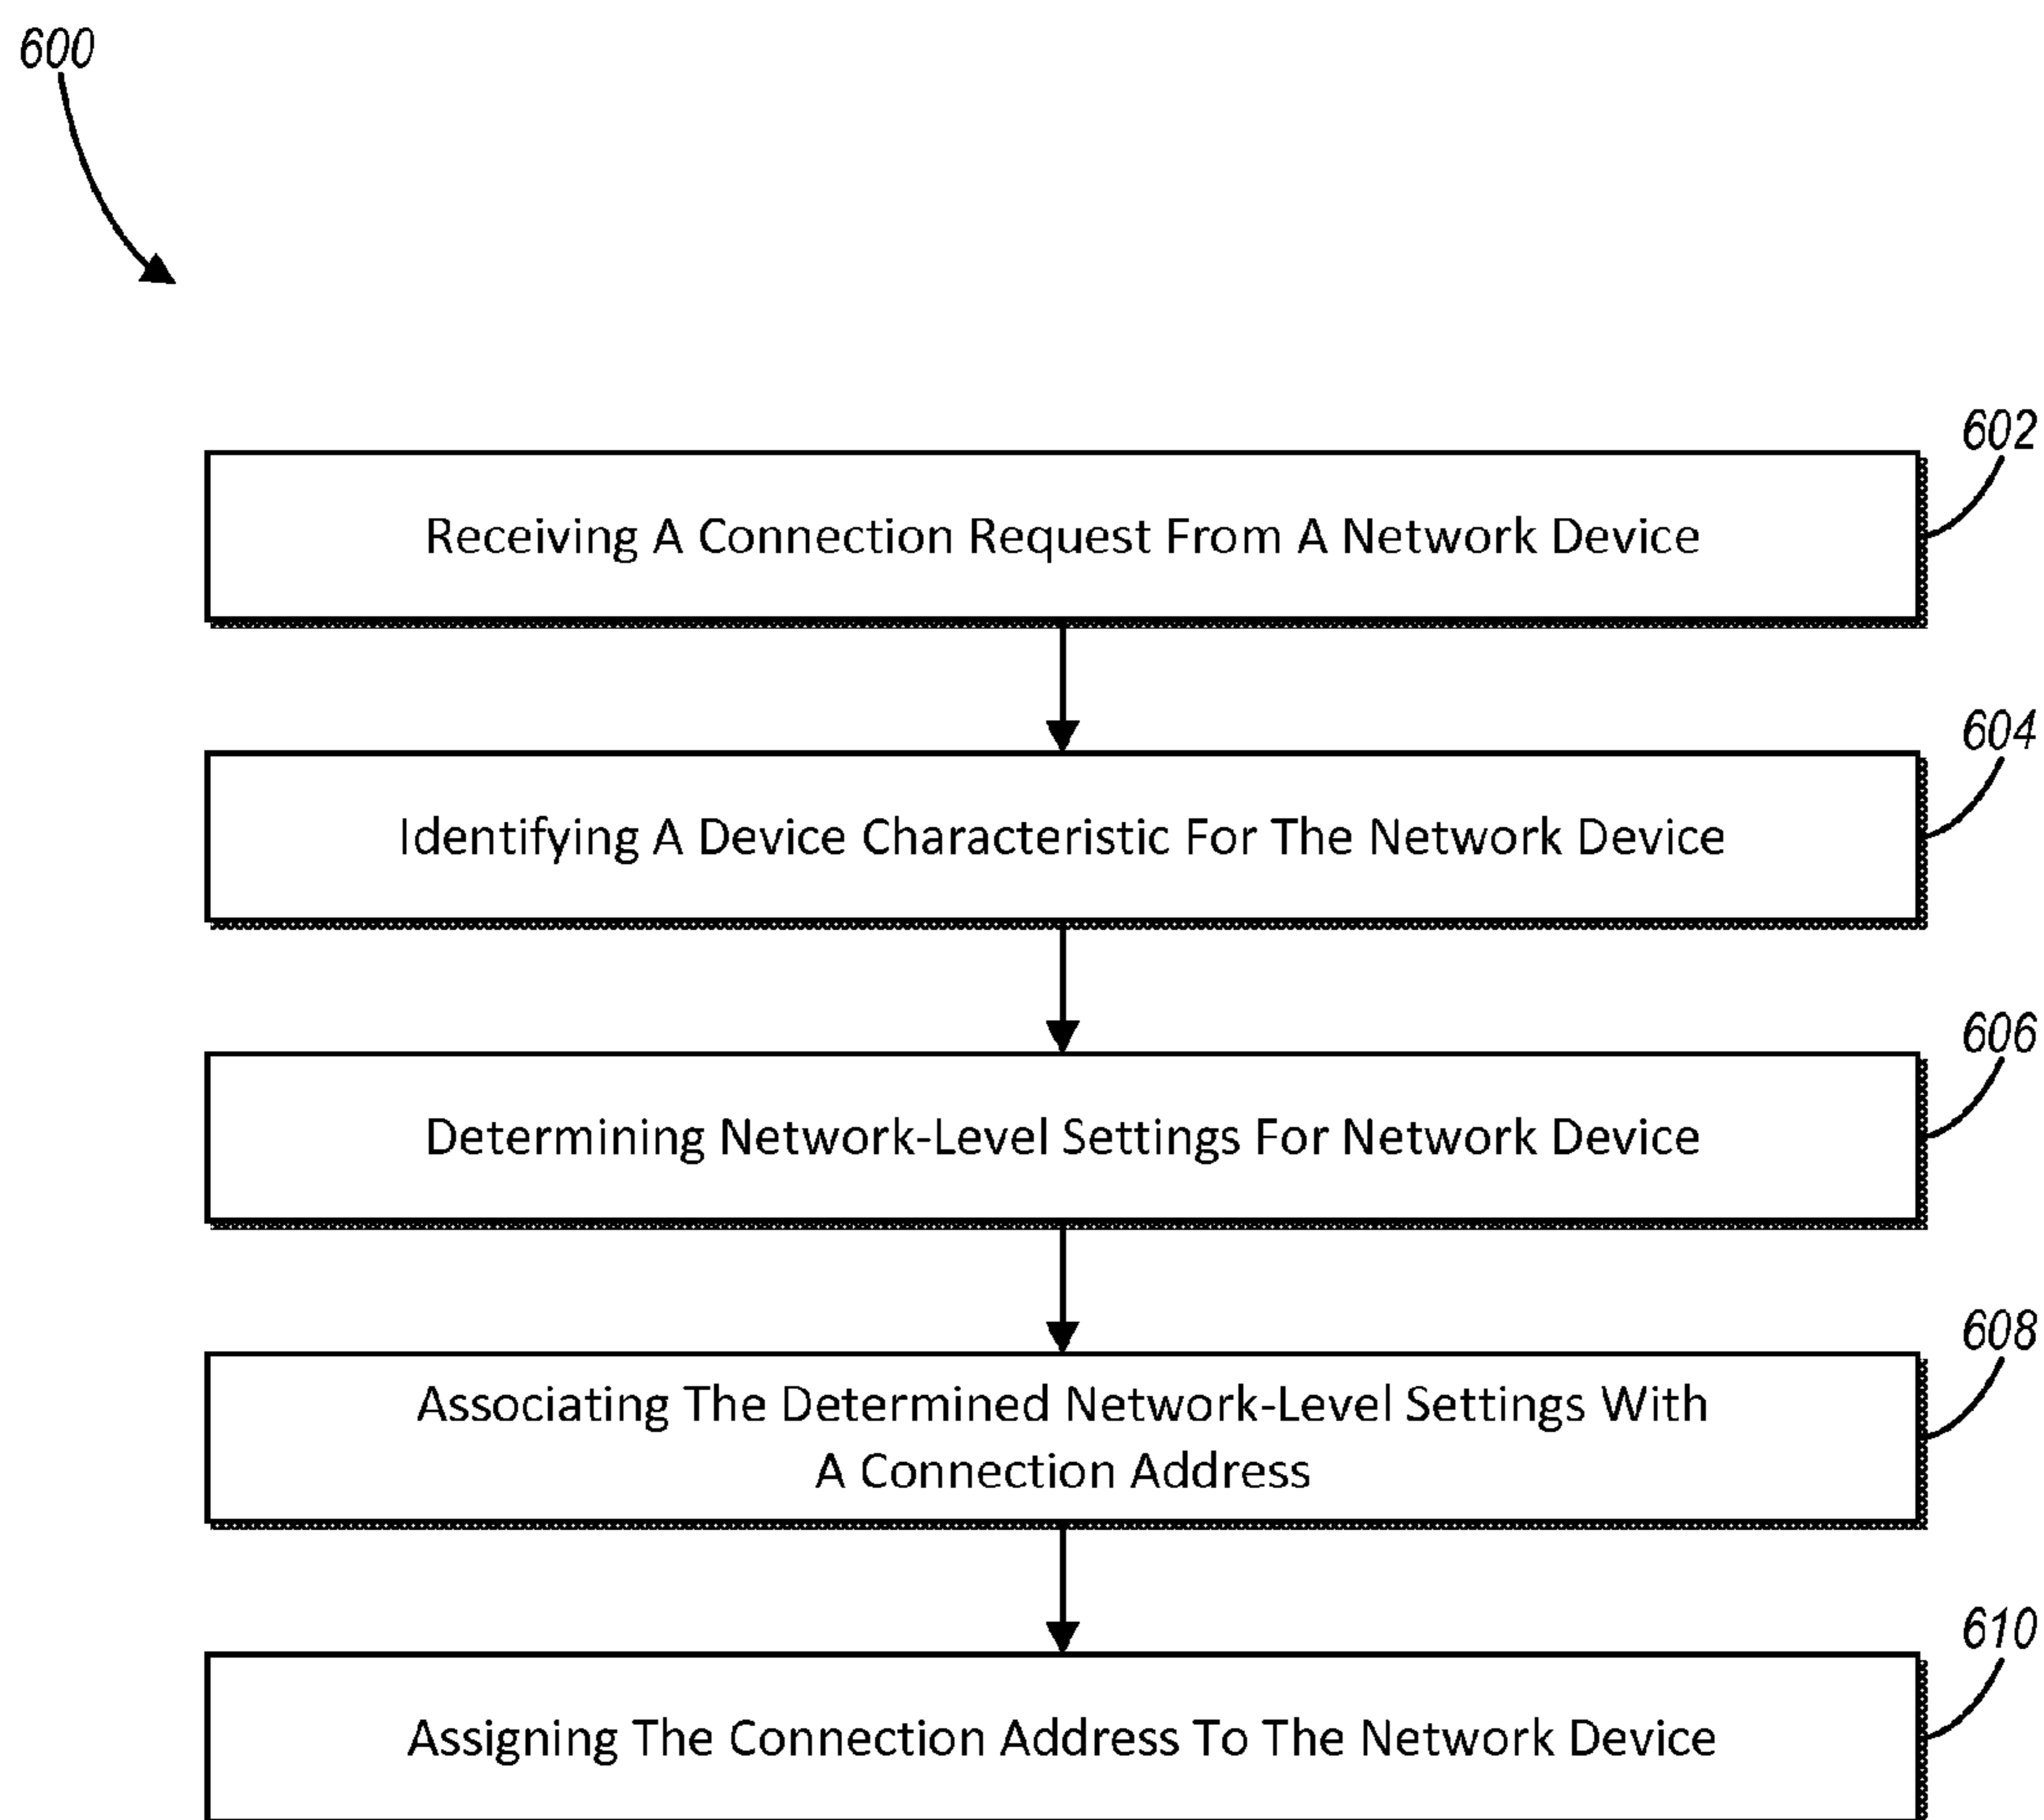 600
602
Receiving A Connection Request From A Network Device
604
Identifying A Device Characteristic For The Network Device
606
Determining Network-Level Settings For Network Device
608
Associating The Determined Network-Level Settings With
A Connection Address
610
Assigning The Connection Address To The Network Device